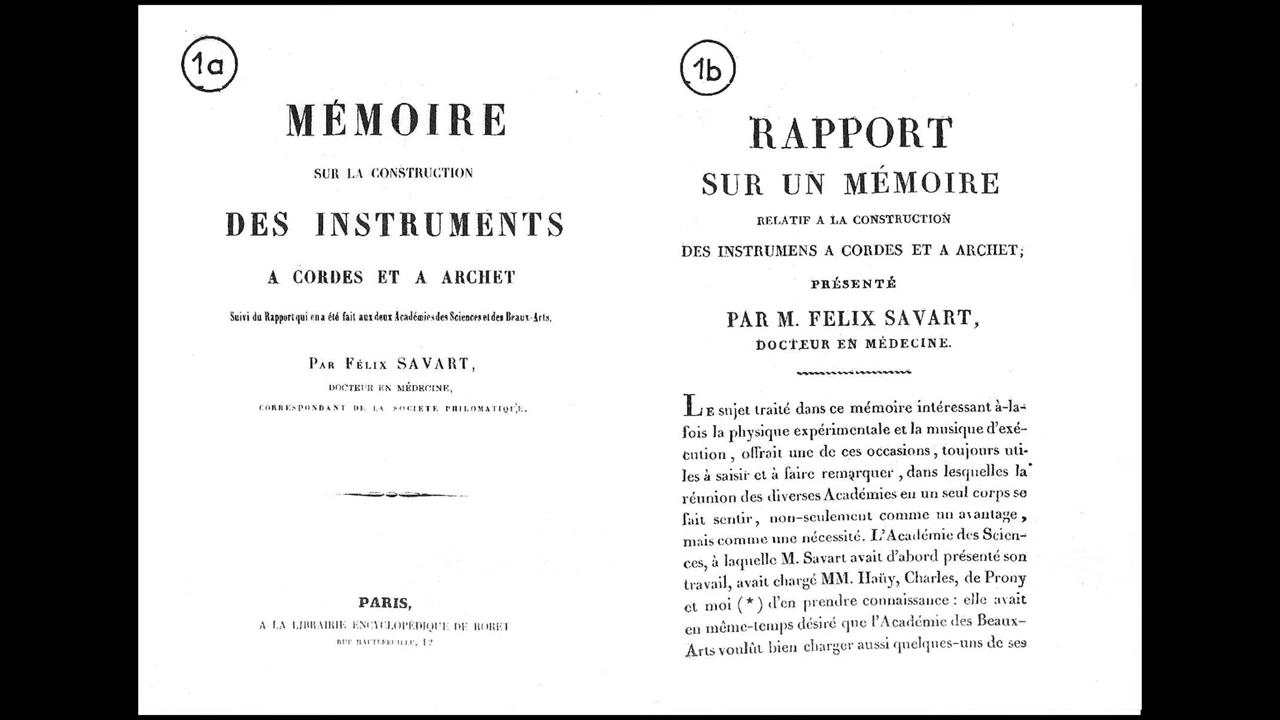 1a
MÉMOIRE
SUR LA CONSTRUCTION
DES INSTRUMENTS
A CORDES ET A ARCHET
Suivi du Rapport qui en a été fait aux deux Académies des Sciences et des Beaux-Arts.
PAR FÉLIX SAVART,
DOCTEUR EN MÉDECINE,
CORRESPONDANT DE LA SOCIÉTÉ PHILOMATIQUE.
PARIS,
A LA LIBRAIRIE ENCYCLOPÉDIQUE DE RORET
RUE HAUTEFEUILLE, 12
1b
RAPPORT
SUR UN MÉMOIRE
RELATIF A LA CONSTRUCTION
DES INSTRUMENS A CORDES ET A ARCHET;
PRÉSENTÉ
PAR M. FELIX SAVART,
DOCTEUR EN MÉDECINE.
LE sujet traité dans ce mémoire intéressant à-la-
fois la physique expérimentale et la musique d'exé-
cution, offrait une de ces occasions, toujours uti-
les à saisir et à faire remarquer, dans lesquelles la
réunion des diverses Académies en un seul corps se
fait sentir, non-seulement comme un avantage,
mais comme une nécessité. L'Académie des Scien-
ces, à laquelle M. Savart avait d'abord présenté son
travail, avait chargé MM. Haüy, Charles, de Prony
et moi (*) d'en prendre connaissance : elle avait
en même-temps désiré que l'Académie des Beaux-
Arts voulût bien charger aussi quelques-uns de ses